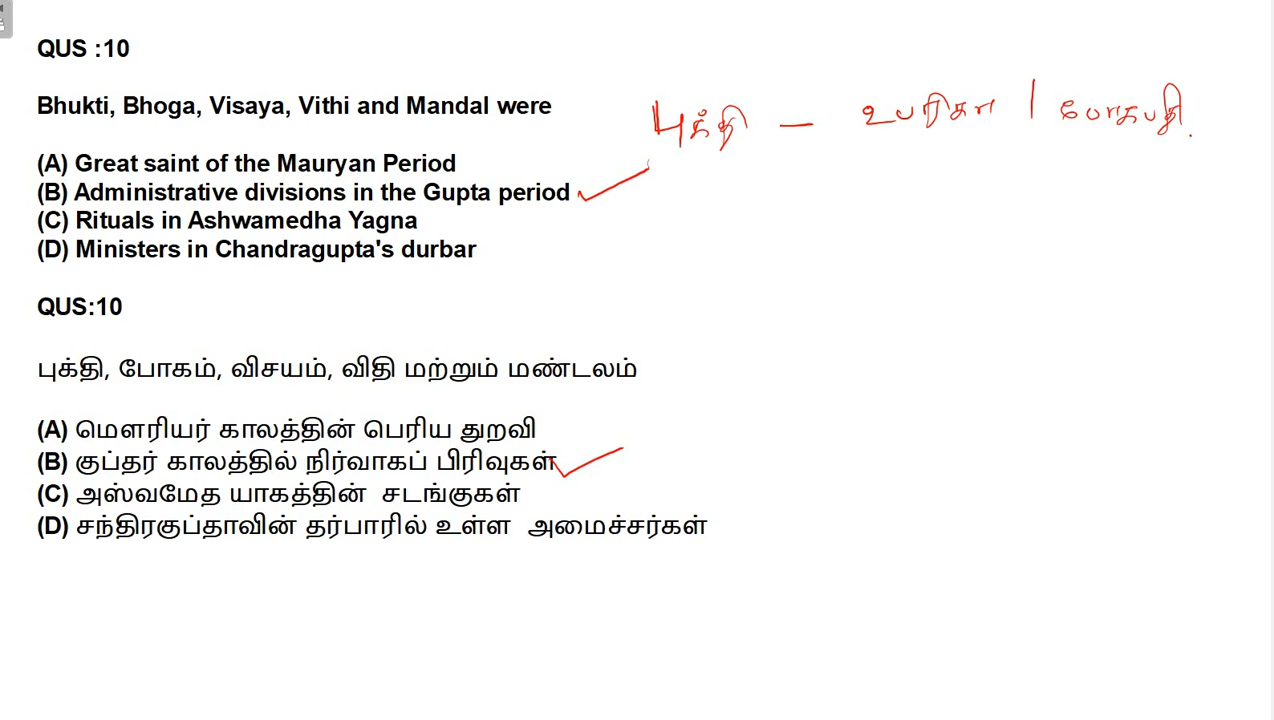 QUS :10
Bhukti, Bhoga, Visaya, Vithi and Mandal were
புக்தி — உபரிகா | போகபதி.
(A) Great saint of the Mauryan Period
(B) Administrative divisions in the Gupta period
(C) Rituals in Ashwamedha Yagna
(D) Ministers in Chandragupta's durbar
QUS:10
புக்தி, போகம், விசயம், விதி மற்றும் மண்டலம்
(A) மௌரியர் காலத்தின் பெரிய துறவி
(B) குப்தர் காலத்தில் நிர்வாகப் பிரிவுகள்
(C) அஸ்வமேத யாகத்தின் சடங்குகள்
(D) சந்திரகுப்தாவின் தர்பாரில் உள்ள அமைச்சர்கள்